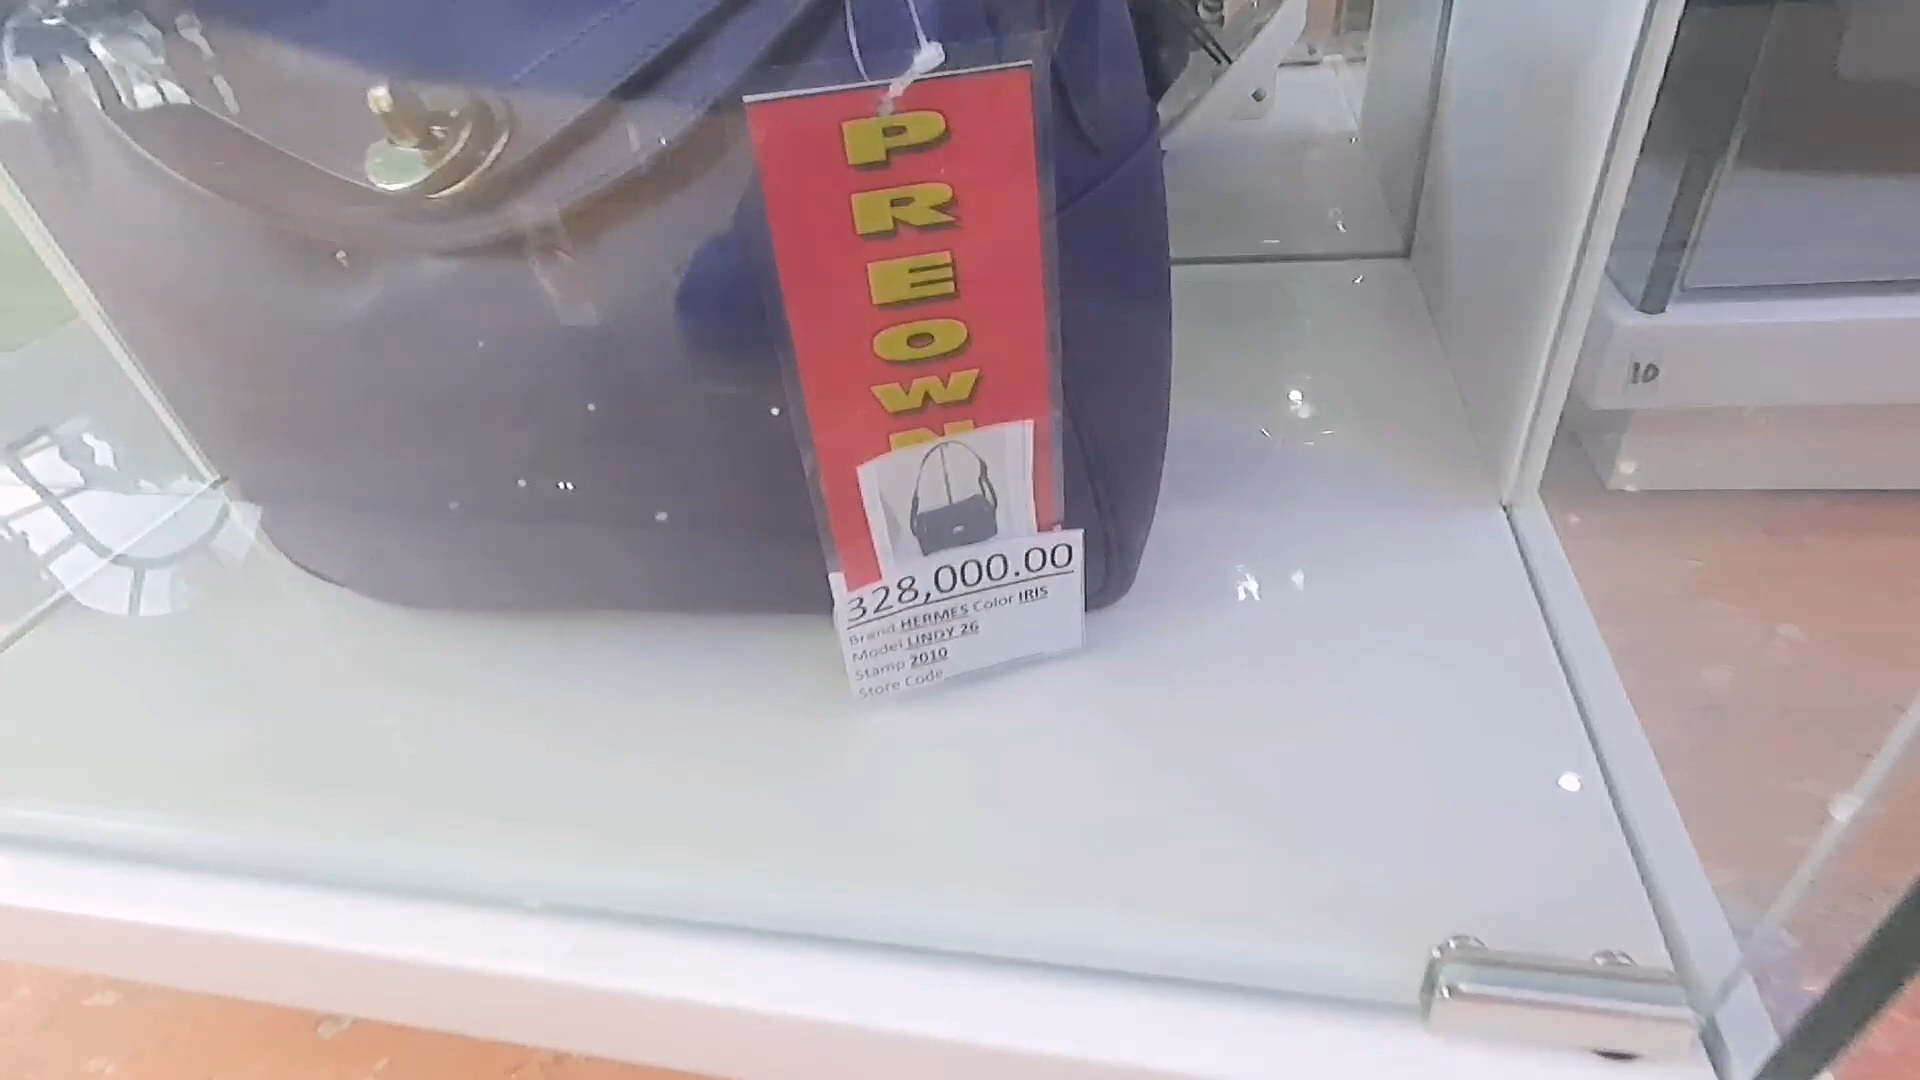 PREOWN
328,000.00
Brand HERMES Color IRIS
Model LINDY 26
Stamp 2010
Store Code
10